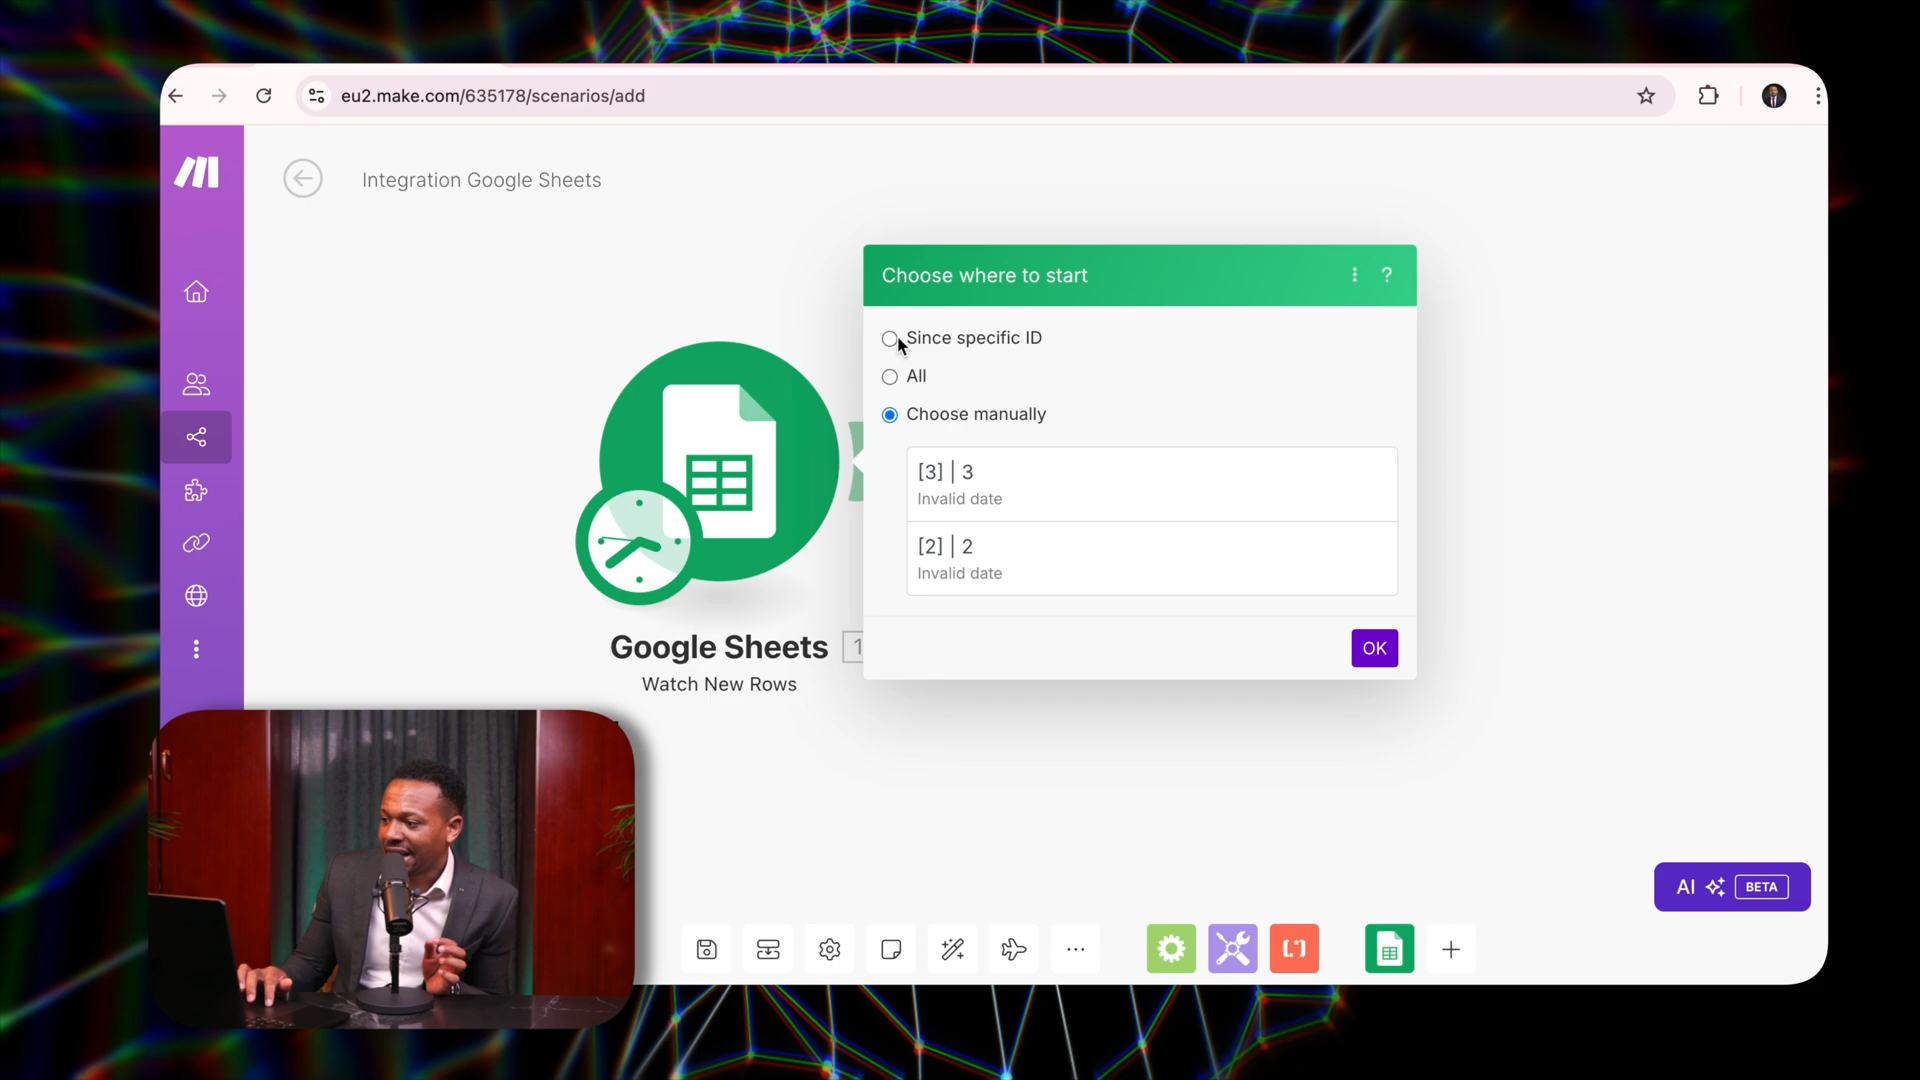 eu2.make.com/635178/scenarios/add
Integration Google Sheets
Choose where to start
?
Since specific ID
All
Choose manually
[3] | 3
Invalid date
[2] | 2
Invalid date
OK
Google Sheets 1
Watch New Rows
AI BETA